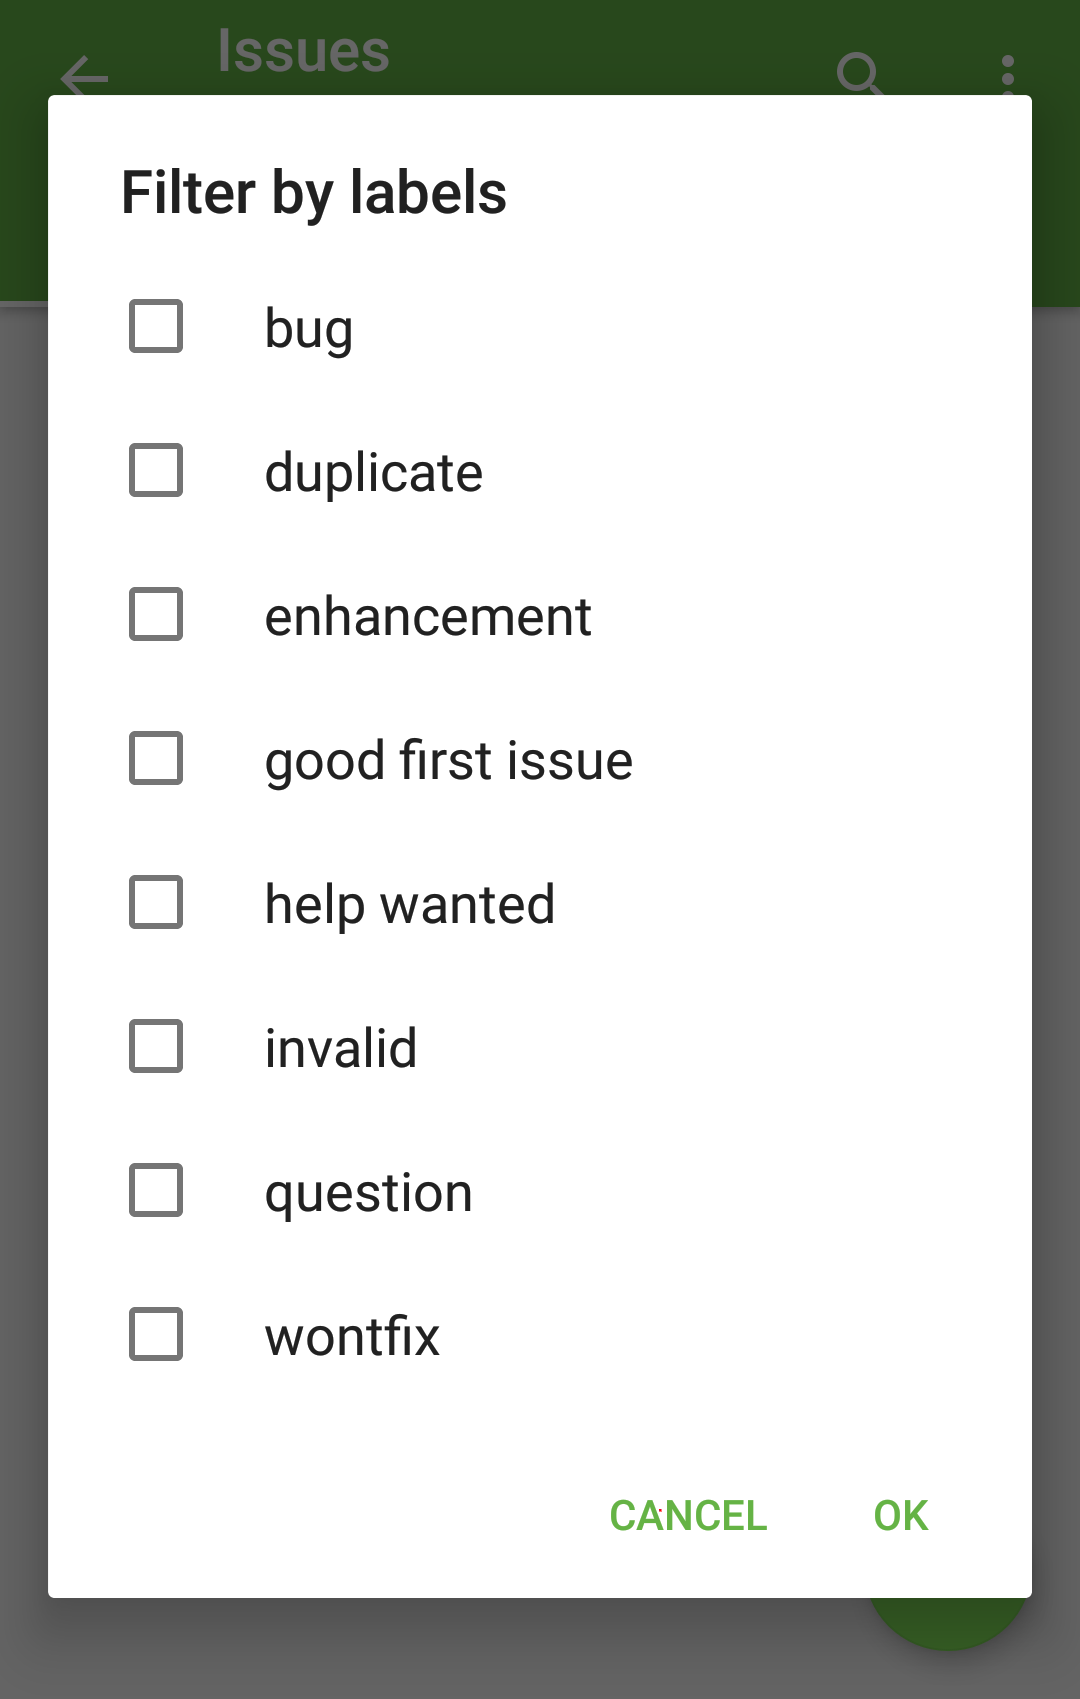 Issues
Filter by labels
bug
duplicate
enhancement
good first issue
help wanted
invalid
question
wontfix
CANCEL OK